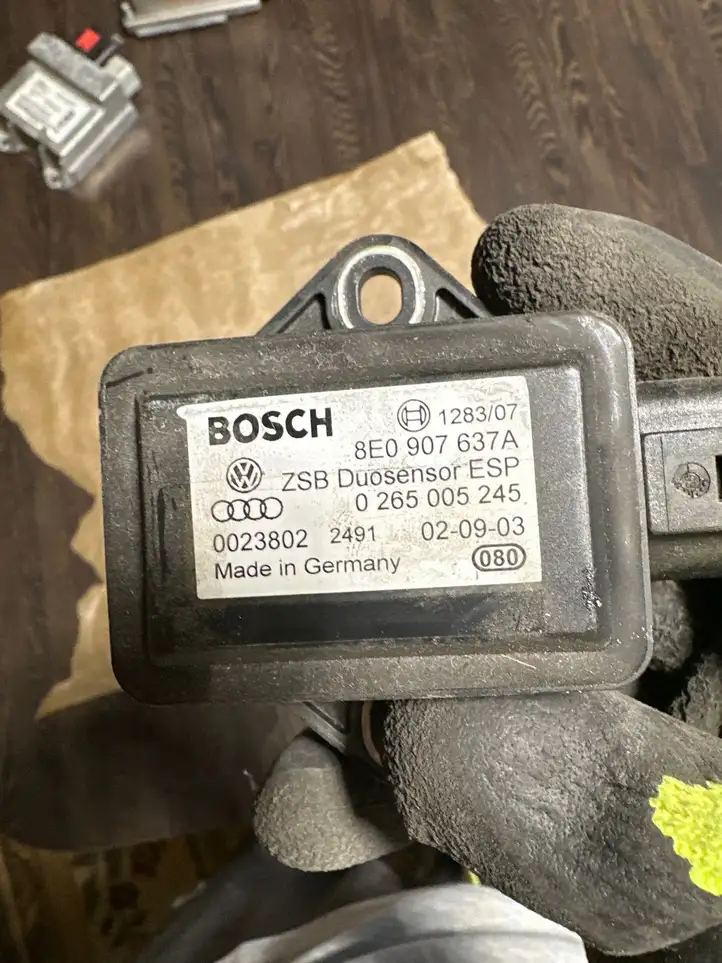 BOSCH 1283/07
8E0 907 637A
ZSB Duosensor ESP
0 265 005 245
0023802 2491 02-09-03
Made in Germany 080